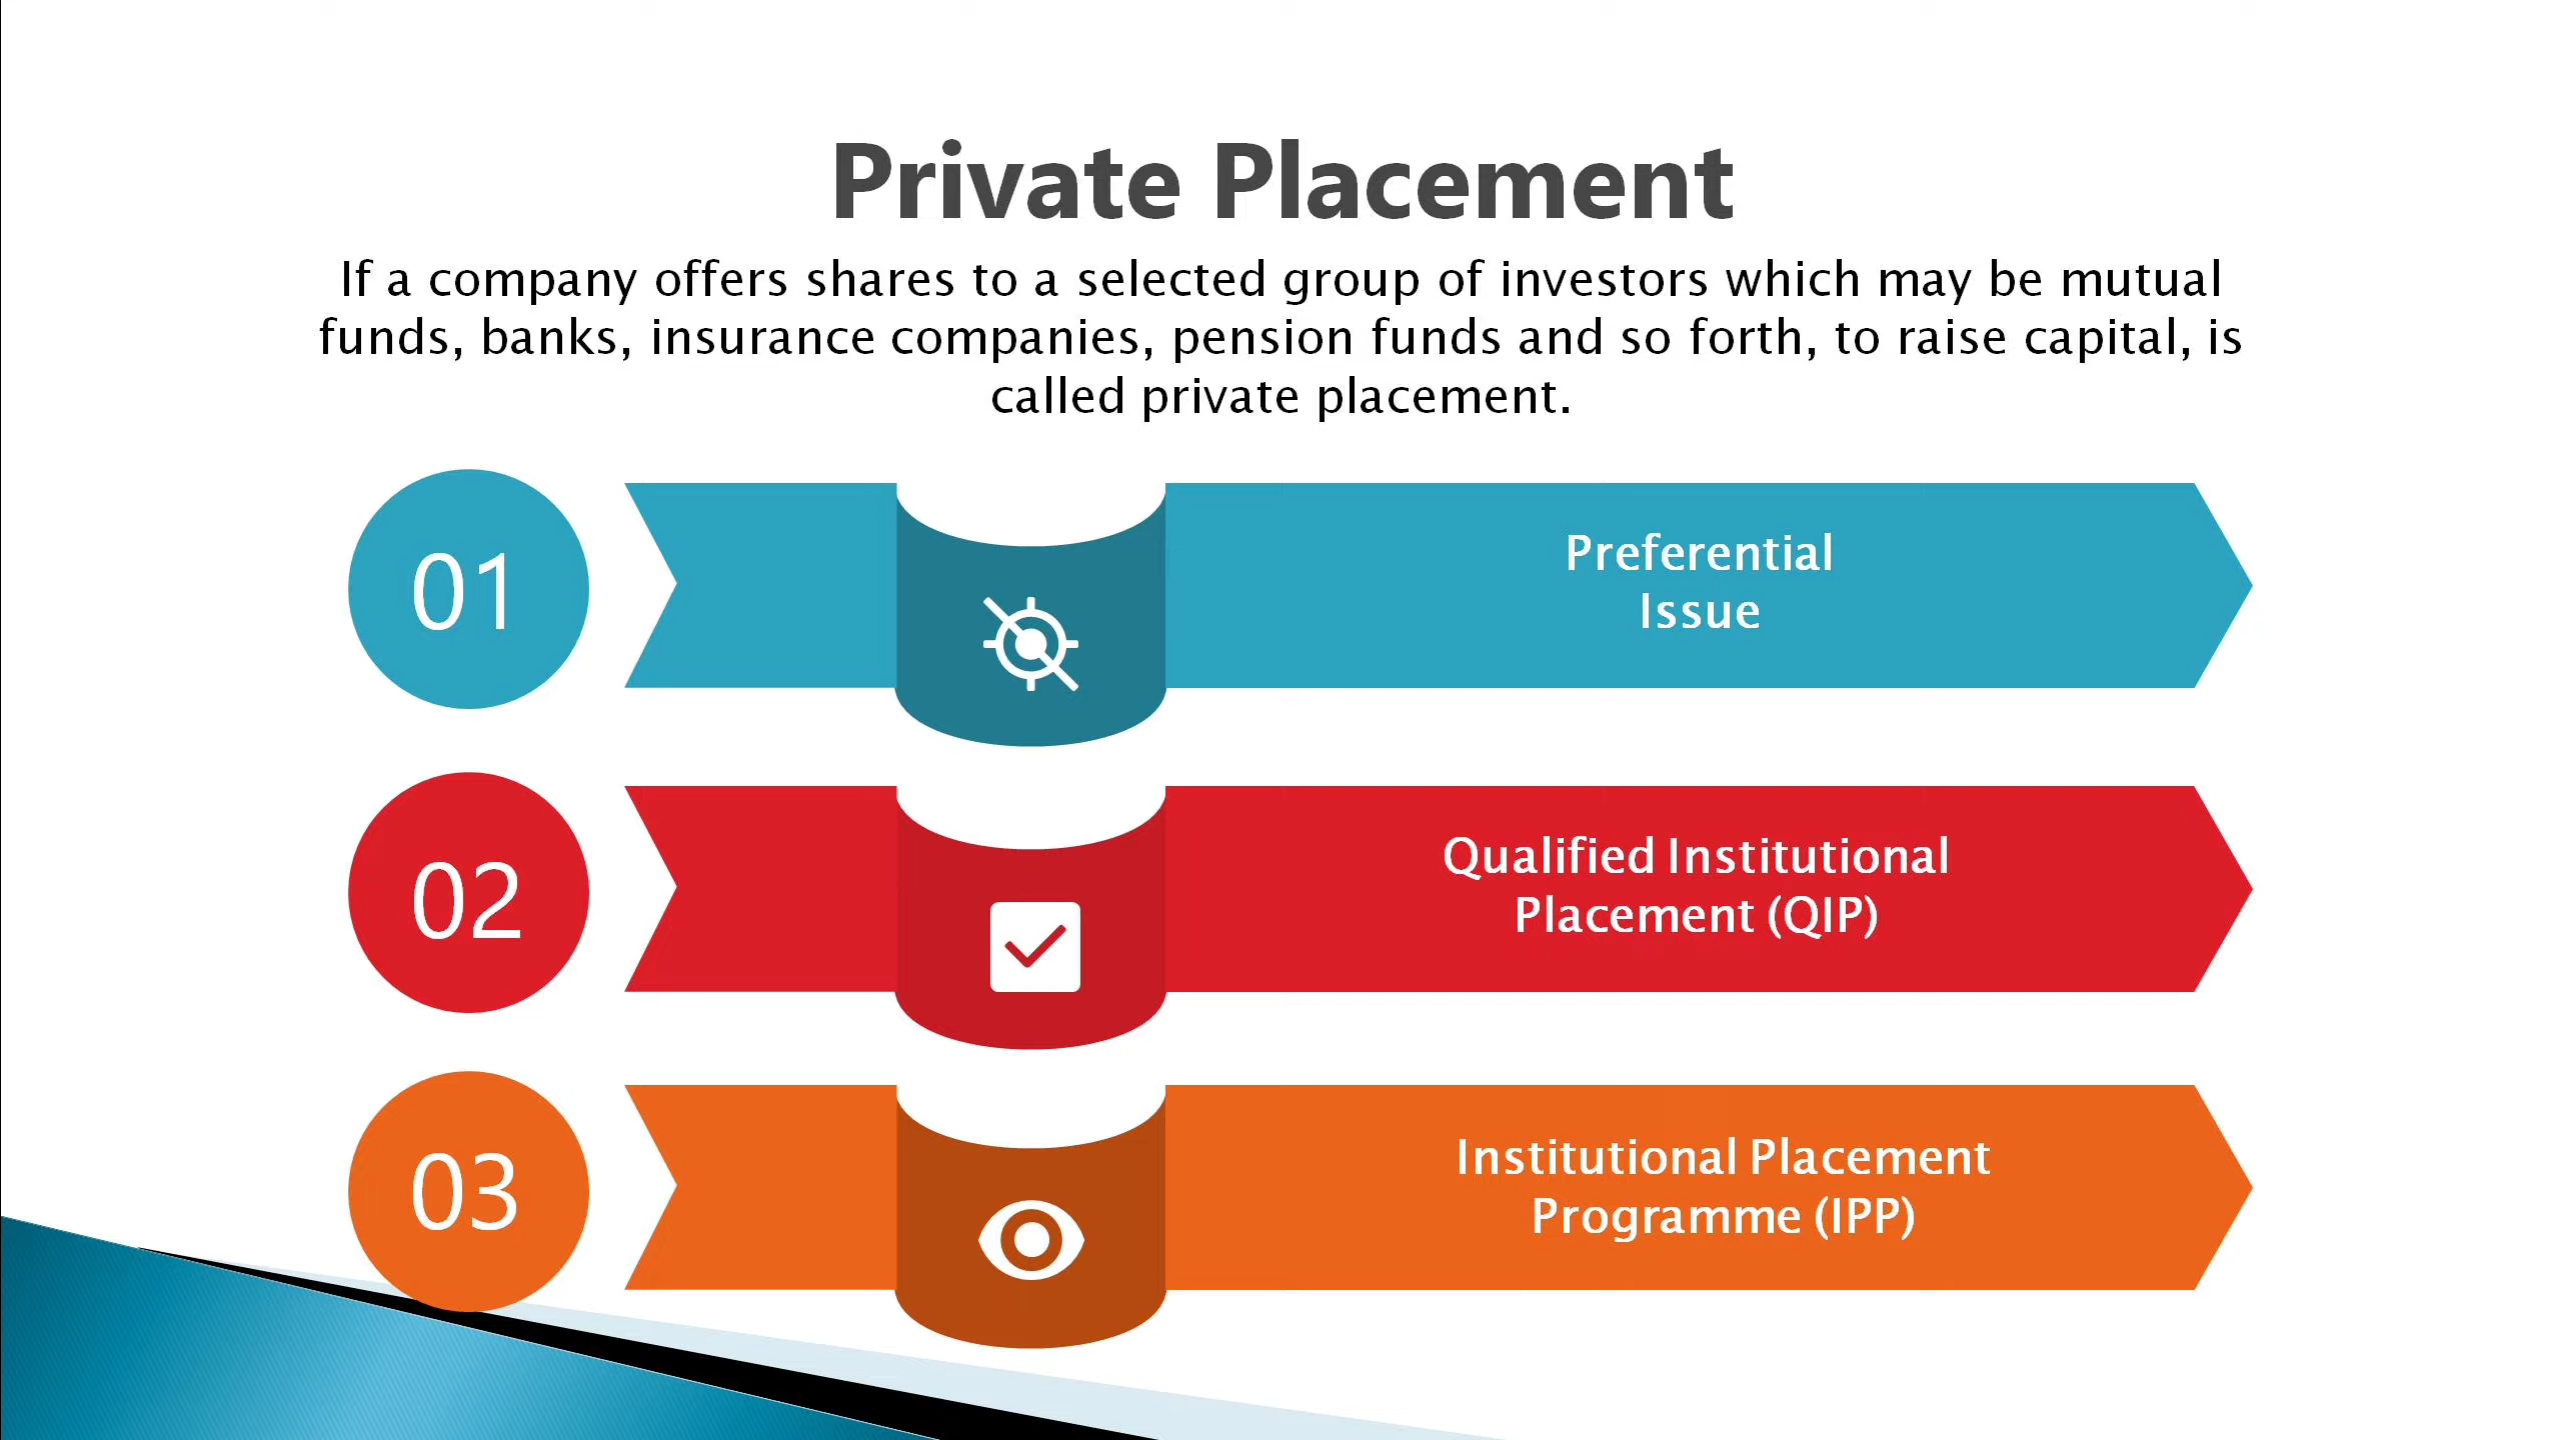 Private Placement
If a company offers shares to a selected group of investors which may be mutual
funds, banks, insurance companies, pension funds and so forth, to raise capital, is
called private placement.
01
Preferential
Issue
02
Qualified Institutional
Placement (QIP)
03
Institutional Placement
Programme (IPP)